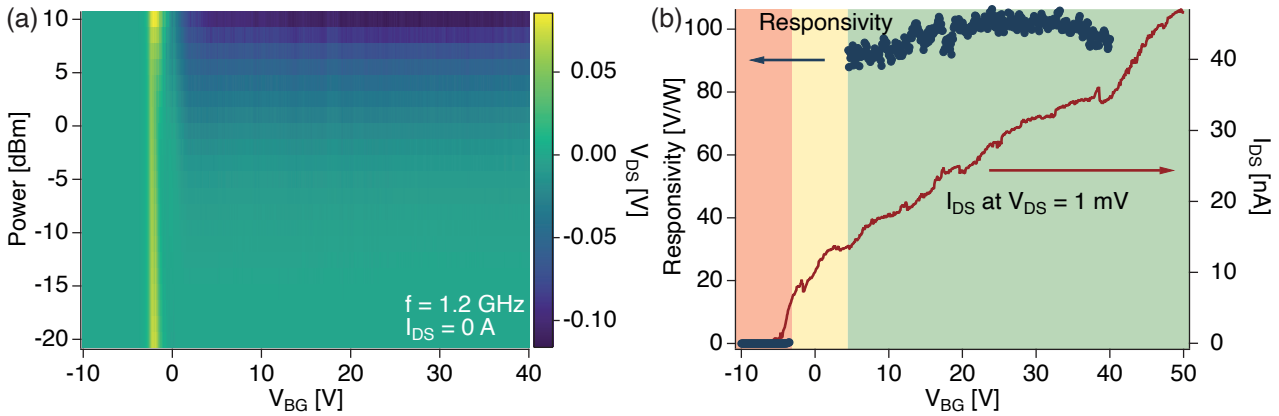 (a)
10
5
0
-5
-10
-15
-20
Power [dBm]
-10
0
10
20
30
40
V_BG [V]
f = 1.2 GHz
I_DS = 0 A
0.05
0.00
-0.05
-0.10
V_DS [V]
(b)
Responsivity
100
80
60
40
20
0
Responsivity [V/W]
I_DS at V_DS = 1 mV
40
30
20
10
0
I_DS [nA]
-10
0
10
20
30
40
50
V_BG [V]